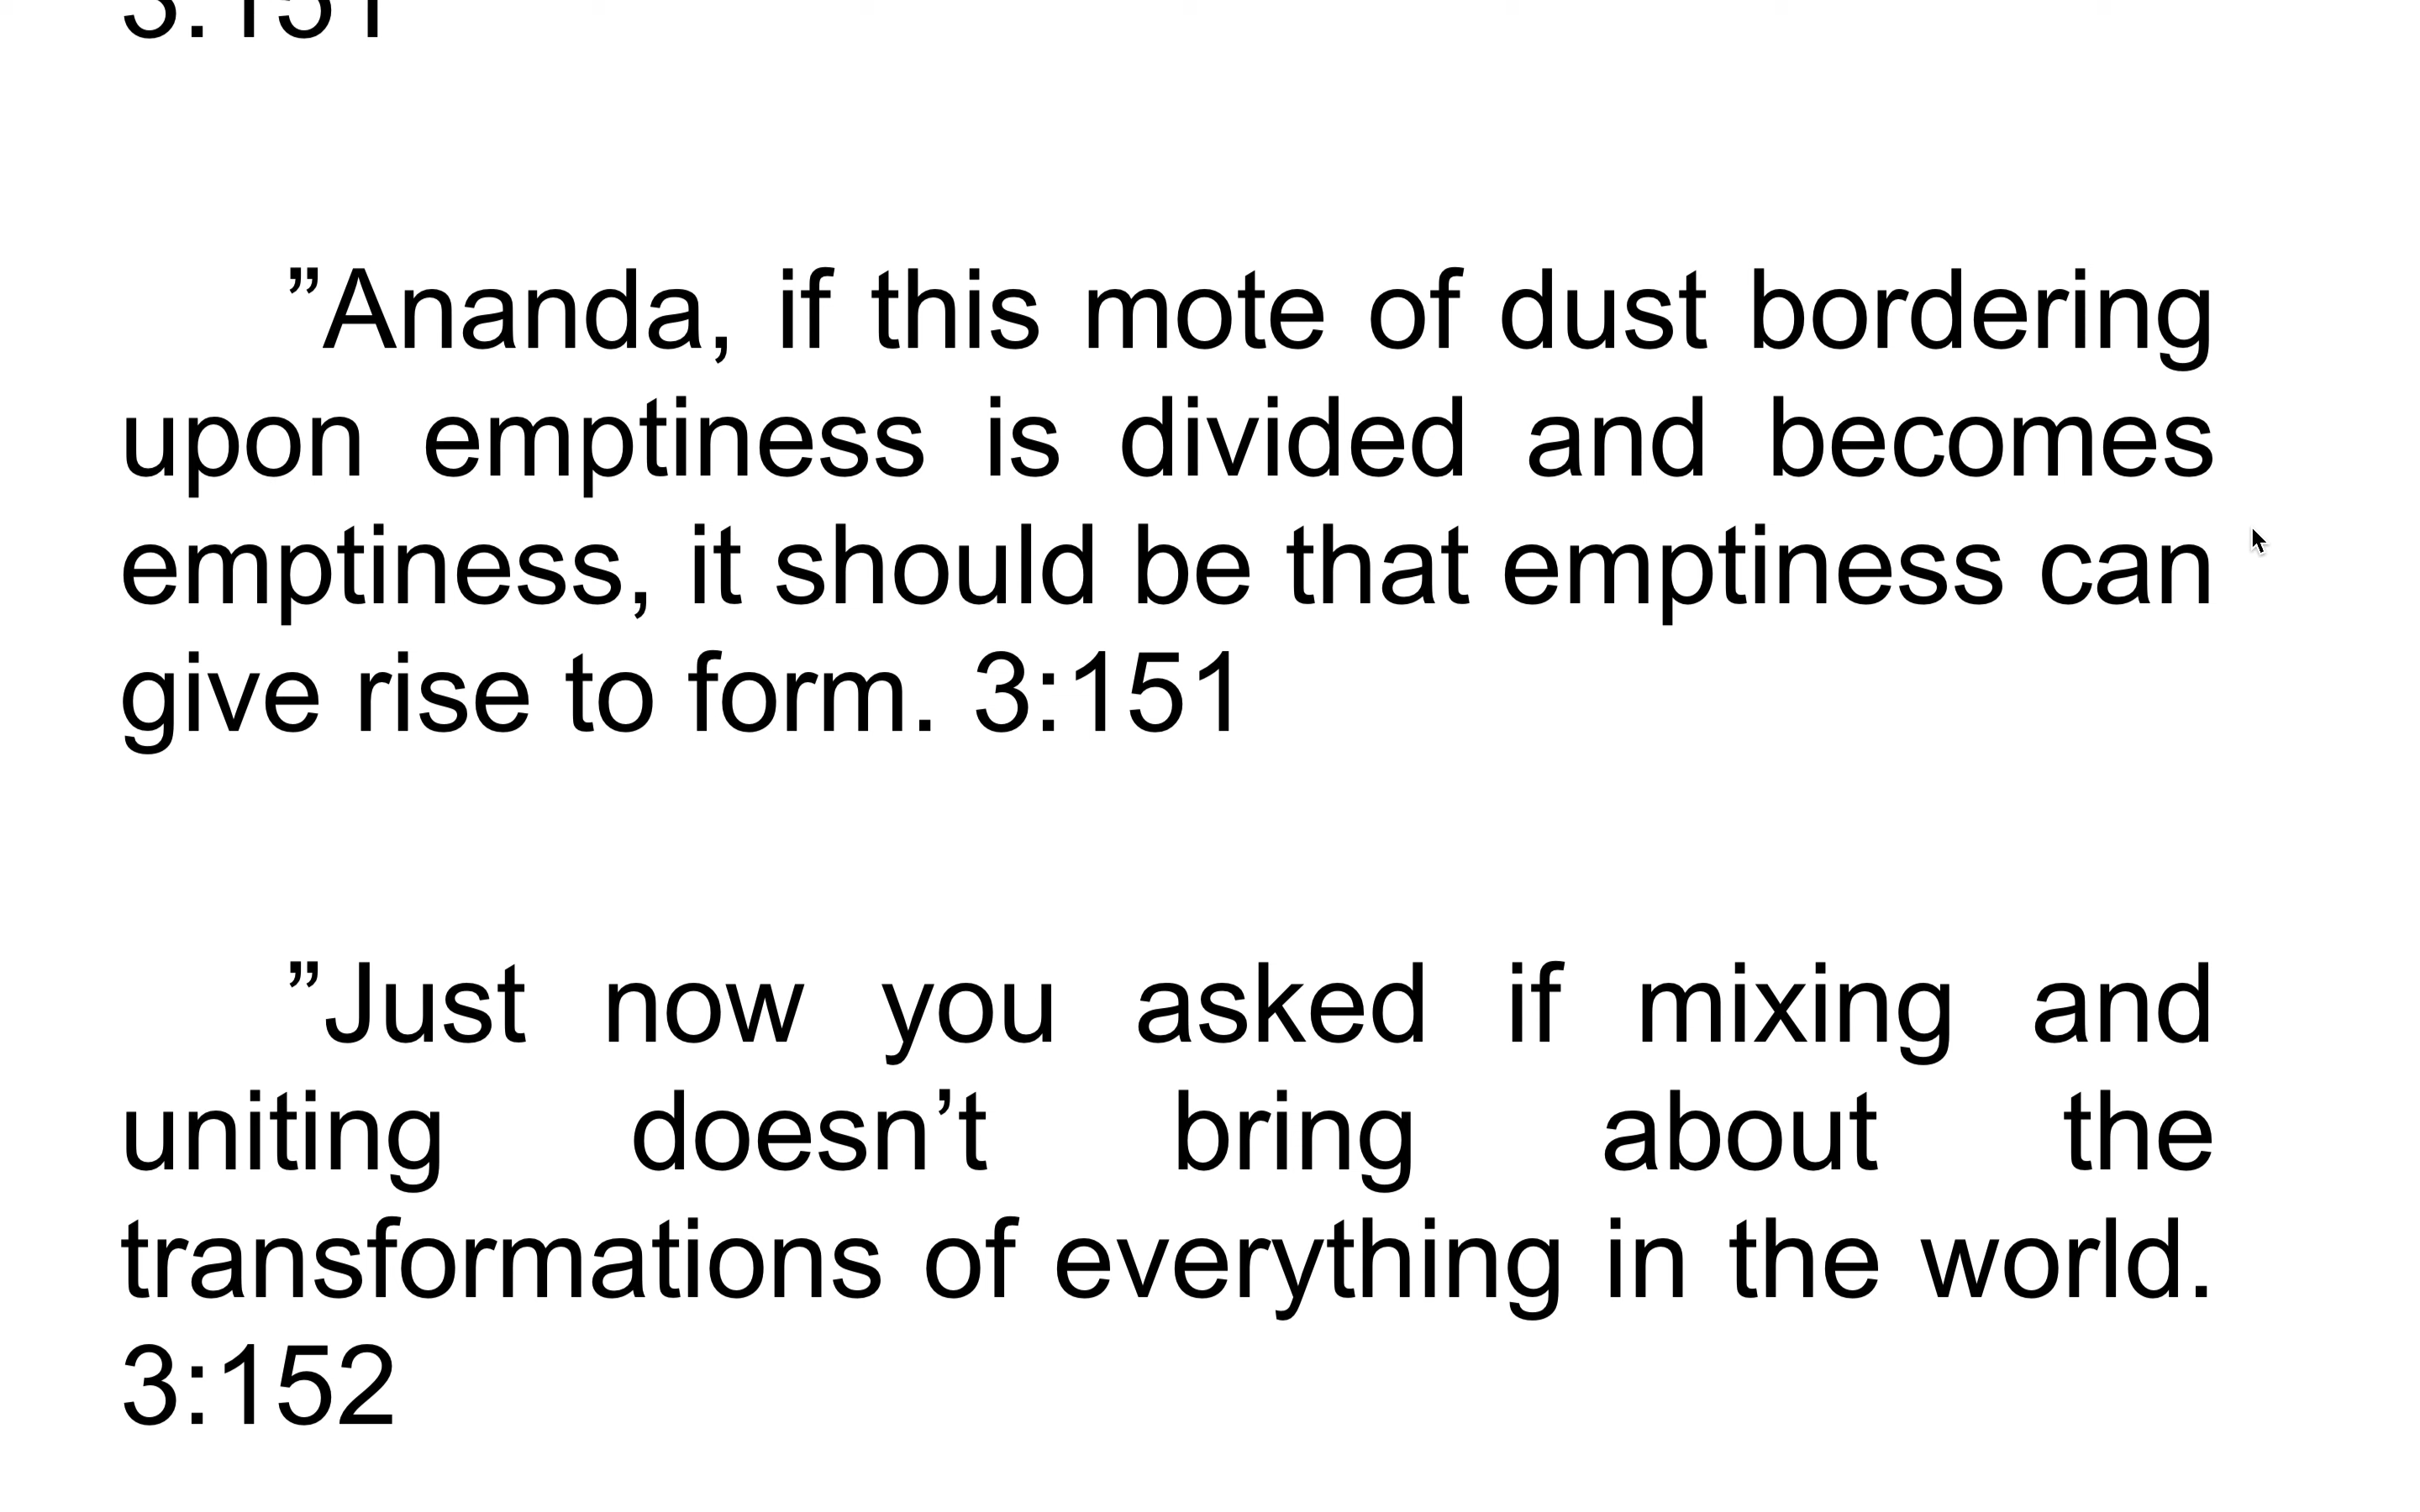 3:151
”Ananda, if this mote of dust bordering
upon emptiness is divided and becomes
emptiness, it should be that emptiness can
give rise to form. 3:151
”Just now you asked if mixing and
uniting doesn’t bring about the
transformations of everything in the world.
3:152